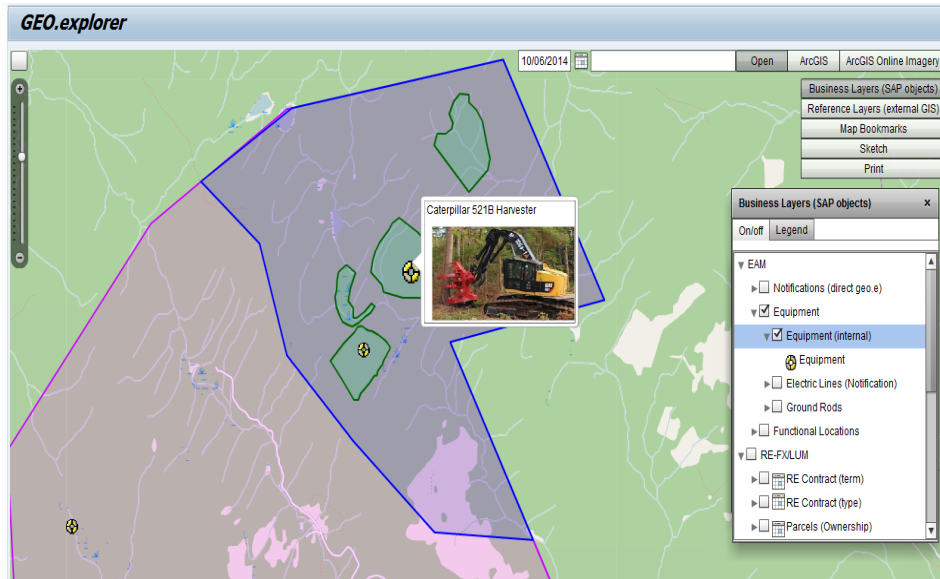 GEO.explorer
10/06/2014
Open
ArcGIS
ArcGIS Online Imagery
Business Layers (SAP objects)
Reference Layers (external GIS)
Map Bookmarks
Sketch
Print
Caterpillar 521B Harvester
Business Layers (SAP objects)
x
On/off
Legend
EAM
Notifications (direct geo.e)
Equipment
Equipment (internal)
Equipment
Electric Lines (Notification)
Ground Rods
Functional Locations
RE-FX/LUM
RE Contract (term)
RE Contract (type)
Parcels (Ownership)